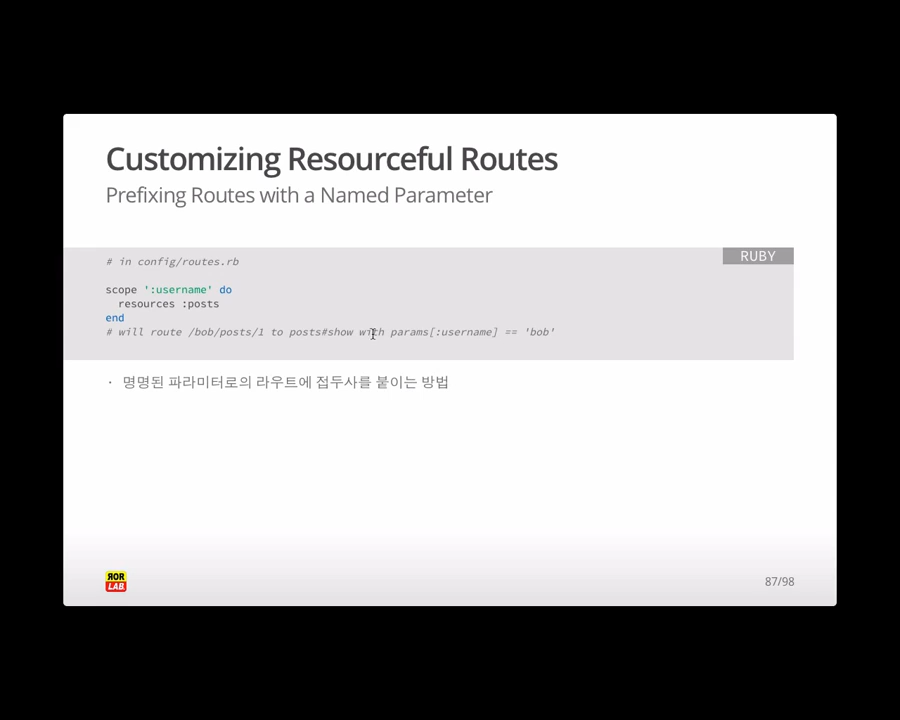 Customizing Resourceful Routes
Prefixing Routes with a Named Parameter
RUBY
# in config/routes.rb
scope ':username' do
  resources :posts
end
# will route /bob/posts/1 to posts#show with params[:username] == 'bob'
· 명명된 파라미터로의 라우트에 접두사를 붙이는 방법
ROR
LAB.
87/98